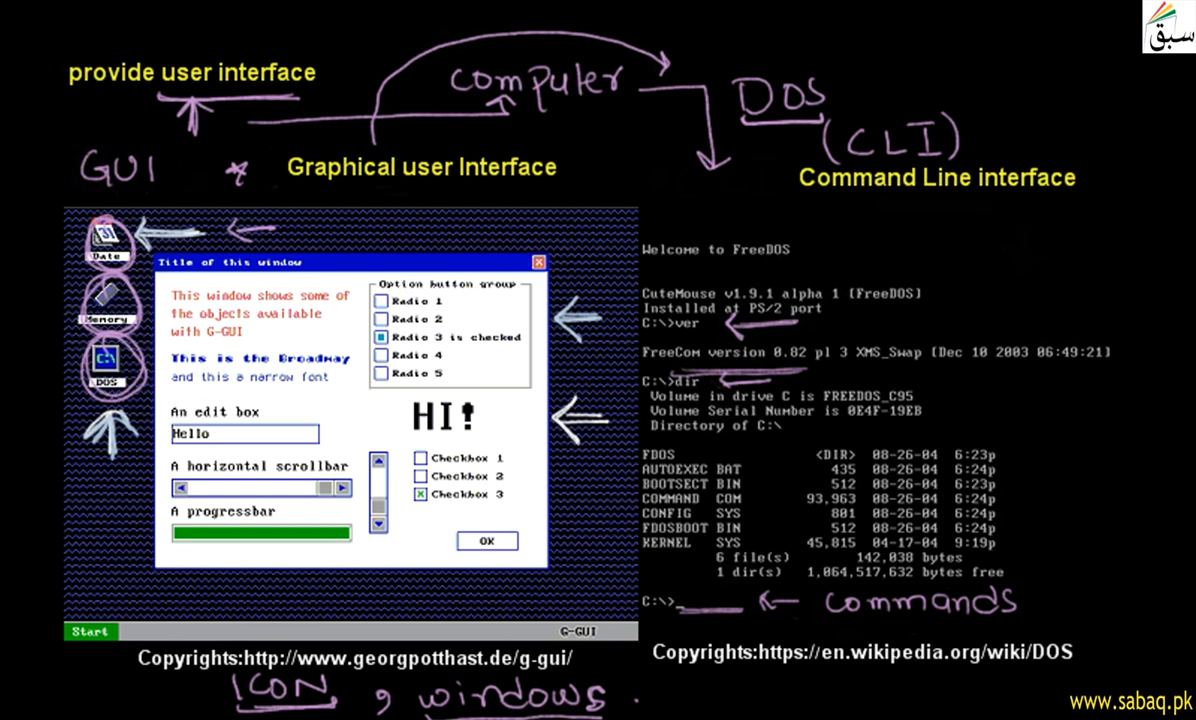 سبق
provide user interface
computer
DOS
(CLI)
GUI
Graphical user Interface
Command Line interface
31
Date
Memory
C:\
DOS
Title of this window
This window shows some of
the objects available
with G-GUI
This is the Broadway
and this a narrow font
An edit box
Hello
A horizontal scrollbar
A progressbar
Option button group
Radio 1
Radio 2
Radio 3 is checked
Radio 4
Radio 5
HI!
Checkbox 1
Checkbox 2
Checkbox 3
OK
Start
G-GUI
Welcome to FreeDOS
CuteMouse v1.9.1 alpha 1 [FreeDOS]
Installed at PS/2 port
C:\>ver
FreeCom version 0.82 pl 3 XMS_Swap [Dec 10 2003 06:49:21]
C:\>dir
Volume in drive C is FREEDOS_C95
Volume Serial Number is 0E4F-19EB
Directory of C:\
FDOS <DIR> 08-26-04 6:23p
AUTOEXEC BAT 435 08-26-04 6:24p
BOOTSECT BIN 512 08-26-04 6:23p
COMMAND COM 93,963 08-26-04 6:24p
CONFIG SYS 801 08-26-04 6:24p
FDOSBOOT BIN 512 08-26-04 6:24p
KERNEL SYS 45,815 04-17-04 9:19p
6 file(s) 142,038 bytes
1 dir(s) 1,064,517,632 bytes free
C:\>_
commands
Copyrights:http://www.georgpotthast.de/g-gui/
Copyrights:https://en.wikipedia.org/wiki/DOS
ICON , windows .
www.sabaq.pk